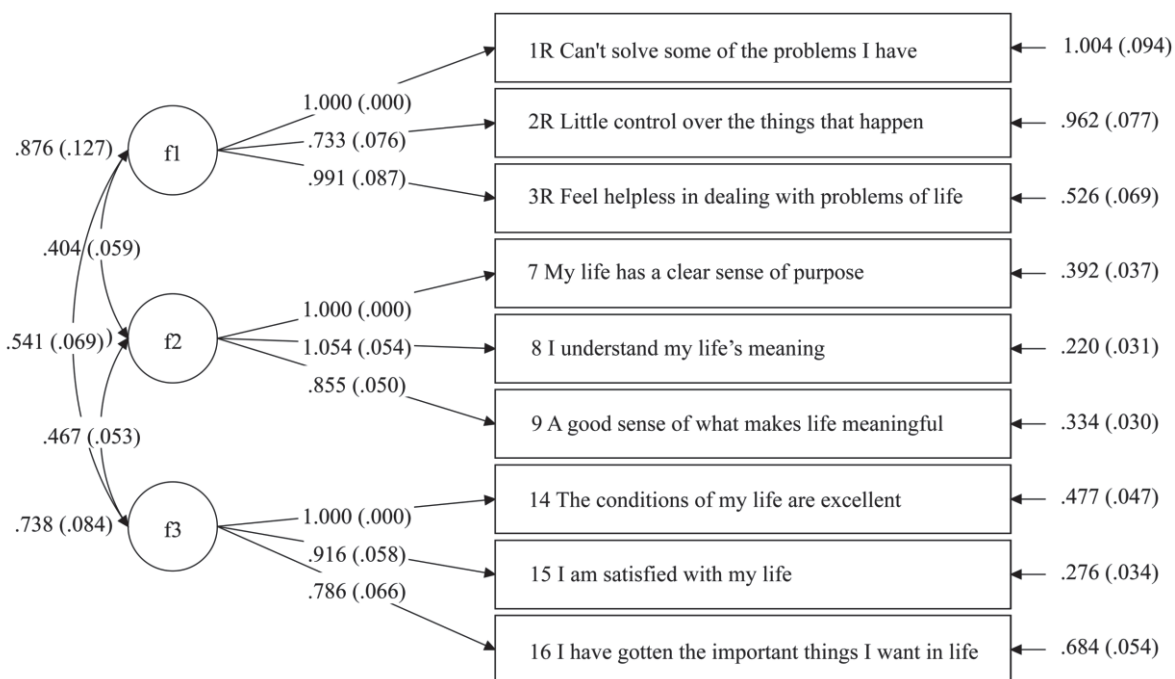 1R Can't solve some of the problems I have
1.004 (.094)
1.000 (.000)
2R Little control over the things that happen
.962 (.077)
.733 (.076)
.876 (.127)
f1
.991 (.087)
3R Feel helpless in dealing with problems of life
.526 (.069)
.404 (.059)
7 My life has a clear sense of purpose
.392 (.037)
1.000 (.000)
.541 (.069)
)
f2
1.054 (.054)
8 I understand my life’s meaning
.220 (.031)
.855 (.050)
9 A good sense of what makes life meaningful
.334 (.030)
.467 (.053)
14 The conditions of my life are excellent
.477 (.047)
1.000 (.000)
.738 (.084)
f3
.916 (.058)
15 I am satisfied with my life
.276 (.034)
.786 (.066)
16 I have gotten the important things I want in life
.684 (.054)